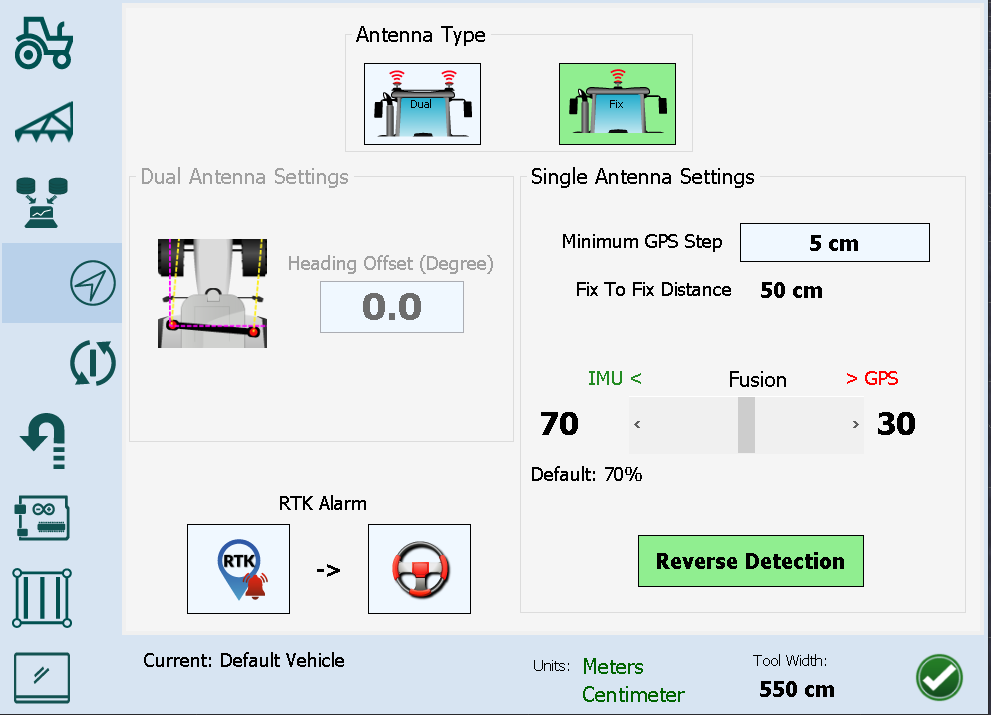 Antenna Type
Dual
Fix
Dual Antenna Settings
Heading Offset (Degree)
0.0
Single Antenna Settings
Minimum GPS Step
5 cm
Fix To Fix Distance
50 cm
IMU <
Fusion
> GPS
70
<
>
30
Default: 70%
Reverse Detection
RTK Alarm
RTK
->
Current: Default Vehicle
Units:
Meters
Centimeter
Tool Width:
550 cm